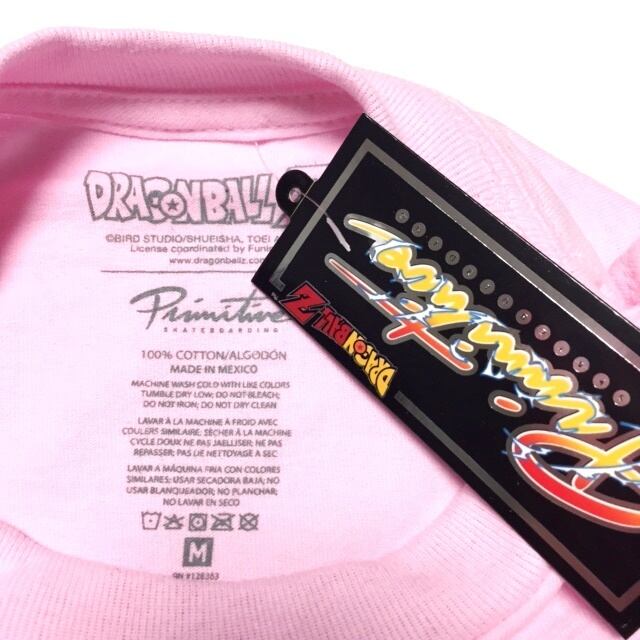 DRAGONBALL
©BIRD STUDIO/SHUEISHA, TOEI A
License coordinated by Funi
www.dragonballz.com
Primitive
SKATEBOARDING
100% COTTON/ALGODÓN
MADE IN MEXICO
MACHINE WASH COLD WITH LIKE COLORS
TUMBLE DRY LOW; DO NOT BLEACH;
DO NOT IRON; DO NOT DRY CLEAN
LAVAR À LA MACHINE À FROID AVEC
COULERS SIMILAIRE; SÉCHER À LA MACHINE
CYCLE DOUX NE PAS JAELLISER; NE PAS
REPASSER; PAS NETTOYAGE À SEC
LAVAR A MÁQUINA FRIA CON COLORES
SIMILARES; USAR SECADORA BAJA; NO
USAR BLANQUEADOR; NO PLANCHAR;
NO LAVAR EN SECO
M
RN #128363
DRAGONBALL Z
Primitive